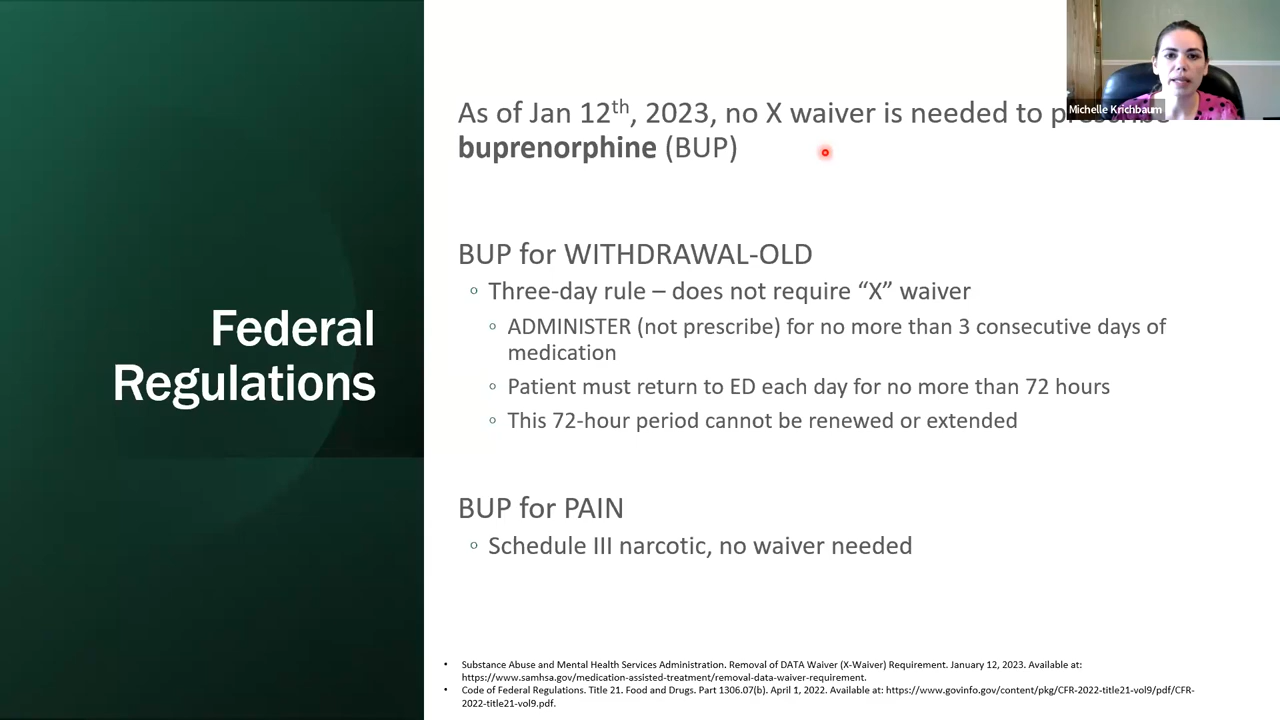 Michelle Krichbaum
Federal
Regulations
As of Jan 12th, 2023, no X waiver is needed to
buprenorphine (BUP)
BUP for WITHDRAWAL-OLD
◦ Three-day rule – does not require “X” waiver
◦ ADMINISTER (not prescribe) for no more than 3 consecutive days of
medication
◦ Patient must return to ED each day for no more than 72 hours
◦ This 72-hour period cannot be renewed or extended
BUP for PAIN
◦ Schedule III narcotic, no waiver needed
• Substance Abuse and Mental Health Services Administration. Removal of DATA Waiver (X-Waiver) Requirement. January 12, 2023. Available at:
https://www.samhsa.gov/medication-assisted-treatment/removal-data-waiver-requirement.
• Code of Federal Regulations. Title 21. Food and Drugs. Part 1306.07(b). April 1, 2022. Available at: https://www.govinfo.gov/content/pkg/CFR-2022-title21-vol9/pdf/CFR-
2022-title21-vol9.pdf.